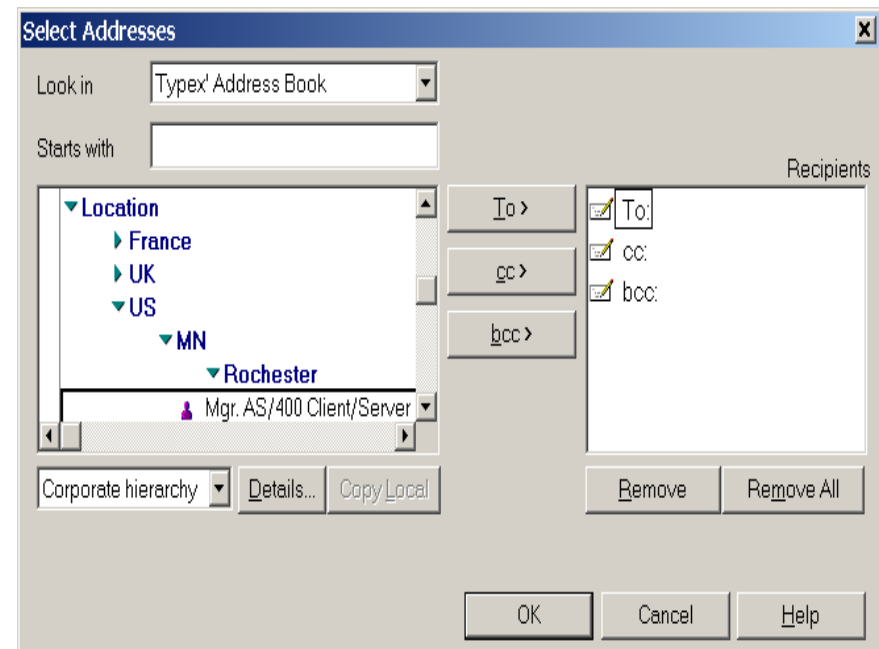 Select Addresses
Look in
Typex' Address Book
Starts with
Recipients
Location
France
UK
US
MN
Rochester
Mgr. AS/400 Client/Server
To >
cc >
bcc >
To:
cc:
bcc:
Corporate hierarchy
Details...
Copy Local
Remove
Remove All
OK
Cancel
Help